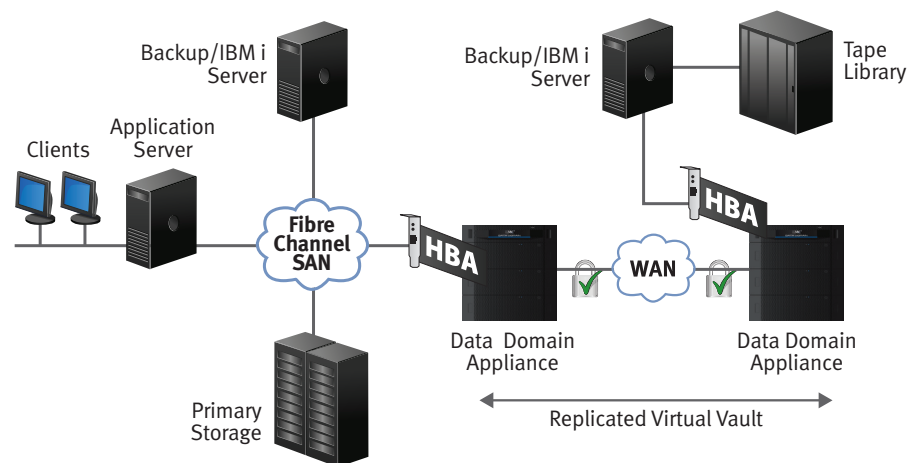 Backup/IBM i
Server
Backup/IBM i
Server
Tape
Library
Application
Server
Clients
Fibre
Channel
SAN
HBA
HBA
WAN
Data Domain
Appliance
Data Domain
Appliance
Primary
Storage
Replicated Virtual Vault